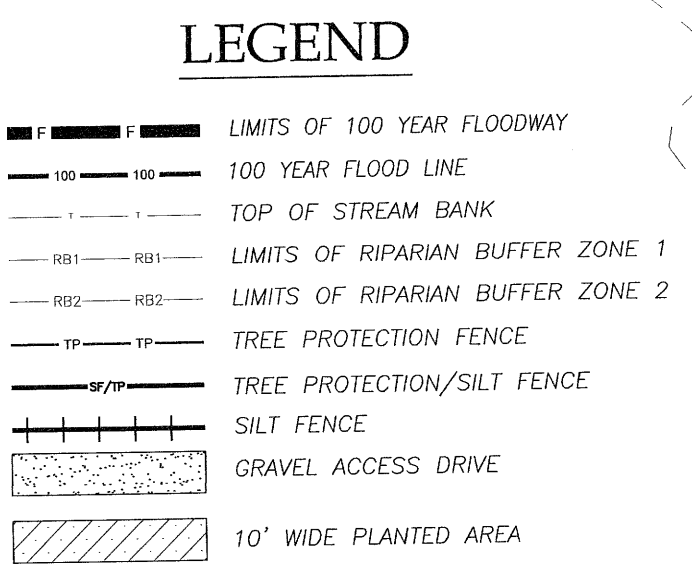 LEGEND
F F LIMITS OF 100 YEAR FLOODWAY
100 100 100 YEAR FLOOD LINE
T T TOP OF STREAM BANK
RB1 RB1 LIMITS OF RIPARIAN BUFFER ZONE 1
RB2 RB2 LIMITS OF RIPARIAN BUFFER ZONE 2
TP TP TREE PROTECTION FENCE
SF/TP TREE PROTECTION/SILT FENCE
SILT FENCE
GRAVEL ACCESS DRIVE
10' WIDE PLANTED AREA